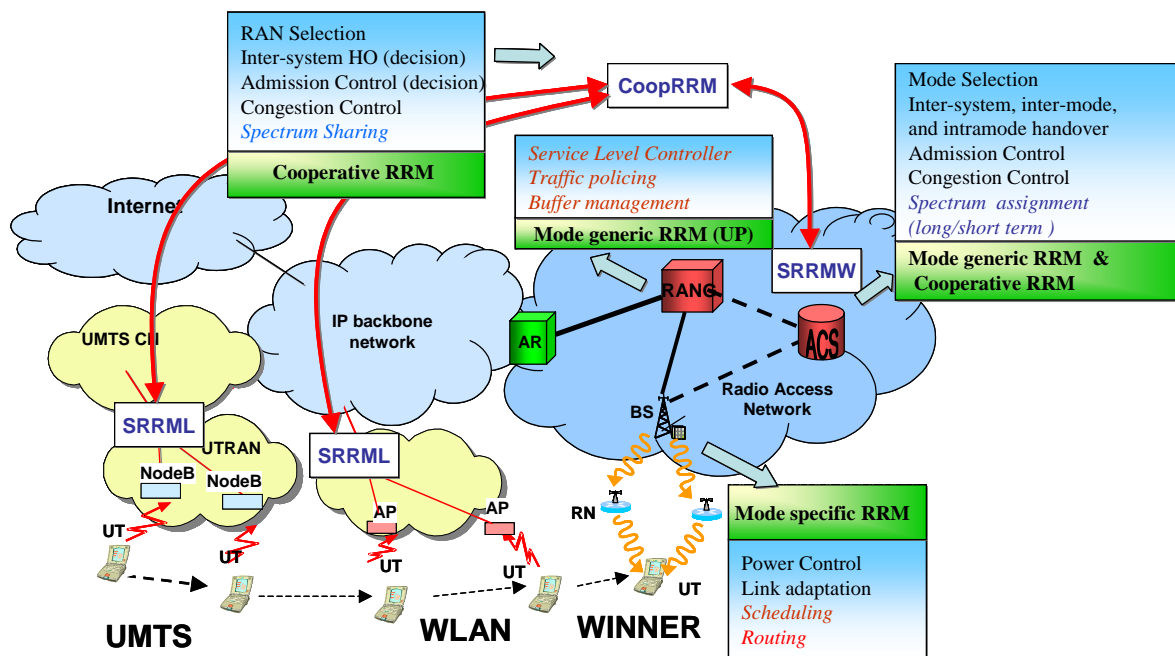 RAN Selection
Inter-system HO (decision)
Admission Control (decision)
Congestion Control
Spectrum Sharing
Cooperative RRM
CoopRRM
Mode Selection
Inter-system, inter-mode,
and intramode handover
Admission Control
Congestion Control
Spectrum assignment
(long/short term )
Mode generic RRM &
Cooperative RRM
Service Level Controller
Traffic policing
Buffer management
Mode generic RRM (UP)
Internet
SRRMW
RANG
IP backbone
network
AR
ACS
UMTS CN
Radio Access
Network
BS
SRRML
UTRAN
SRRML
NodeB
NodeB
AP
AP
RN
UT
UT
UT
UT
UT
Mode specific RRM
Power Control
Link adaptation
Scheduling
Routing
UMTS
WLAN
WINNER